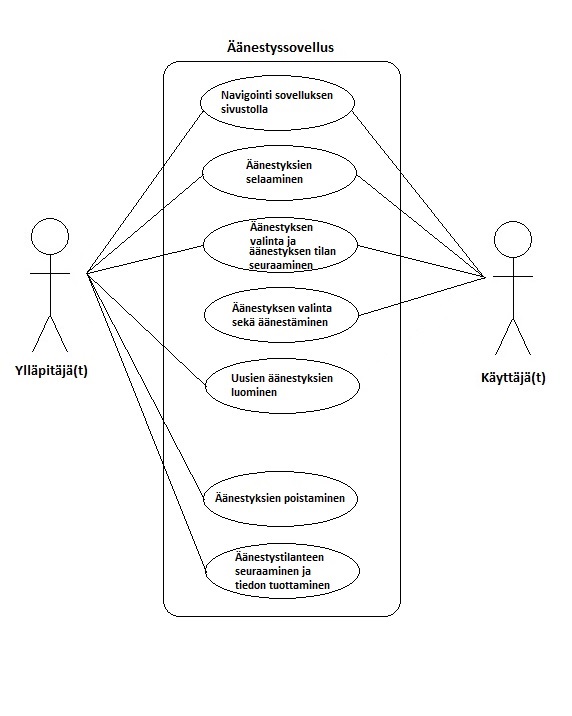 Äänestyssovellus
Navigointi sovelluksen
sivustolla
Äänestyksien
selaaminen
Äänestyksen
valinta ja
äänestyksen tilan
seuraaminen
Äänestyksen valinta
sekä äänestäminen
Ylläpitäjä(t)
Käyttäjä(t)
Uusien äänestyksien
luominen
Äänestyksien poistaminen
Äänestystilanteen
seuraaminen ja
tiedon tuottaminen